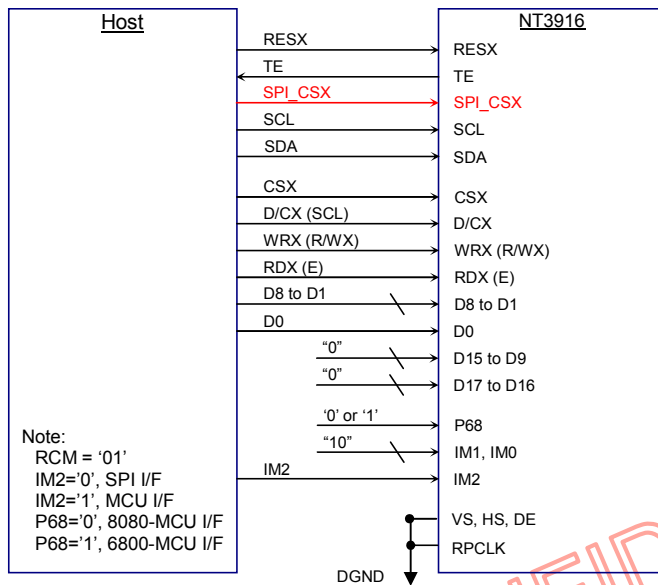 Host
NT3916
RESX RESX
TE TE
SPI_CSX SPI_CSX
SCL SCL
SDA SDA
CSX CSX
D/CX (SCL) D/CX
WRX (R/WX) WRX (R/WX)
RDX (E) RDX (E)
D8 to D1 D8 to D1
D0 D0
“0” D15 to D9
“0” D17 to D16
‘0’ or ‘1’ P68
“10” IM1, IM0
IM2 IM2
Note:
RCM = ‘01’
IM2=’0’, SPI I/F
IM2=’1’, MCU I/F
P68=’0’, 8080-MCU I/F
P68=’1’, 6800-MCU I/F
VS, HS, DE
RPCLK
DGND